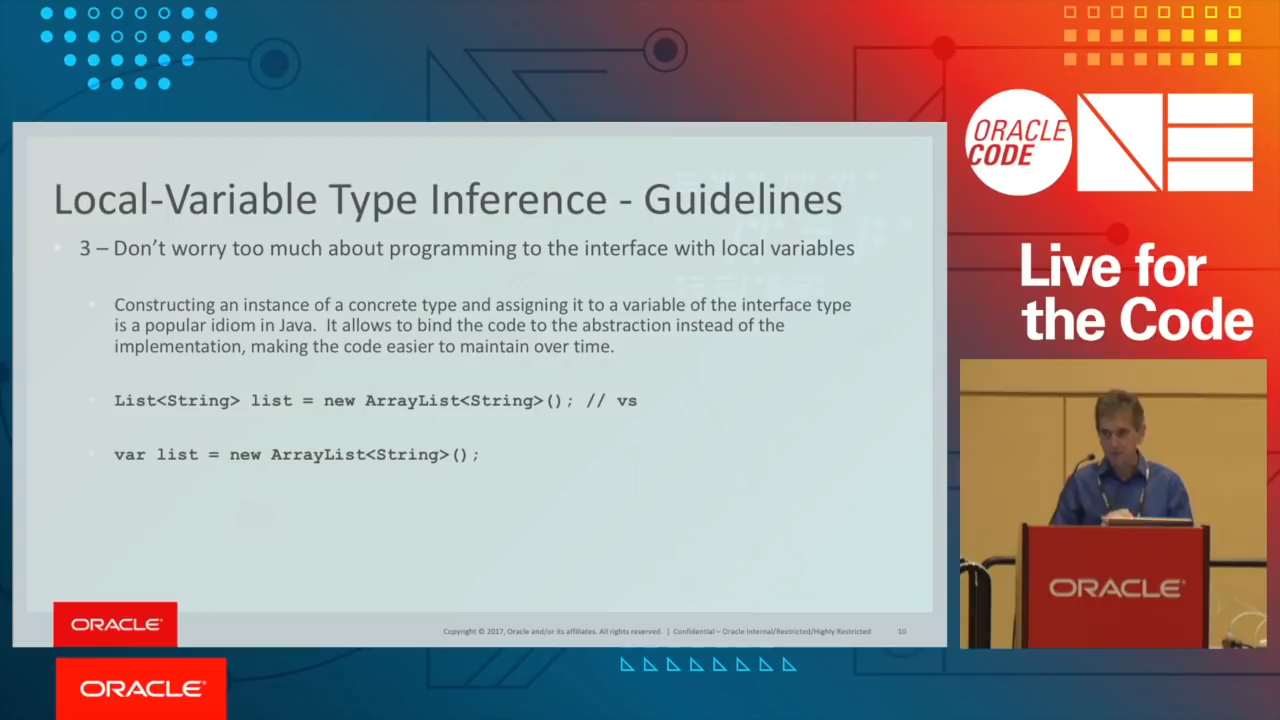 Local-Variable Type Inference - Guidelines
3 – Don't worry too much about programming to the interface with local variables
Constructing an instance of a concrete type and assigning it to a variable of the interface type
is a popular idiom in Java. It allows to bind the code to the abstraction instead of the
implementation, making the code easier to maintain over time.
List<String> list = new ArrayList<String>(); // vs
var list = new ArrayList<String>();
ORACLE®
Copyright © 2017, Oracle and/or its affiliates. All rights reserved. | Confidential – Oracle Internal/Restricted/Highly Restricted 10
ORACLE®
ORACLE
CODE
ONE
Live for
the Code
ORACLE®